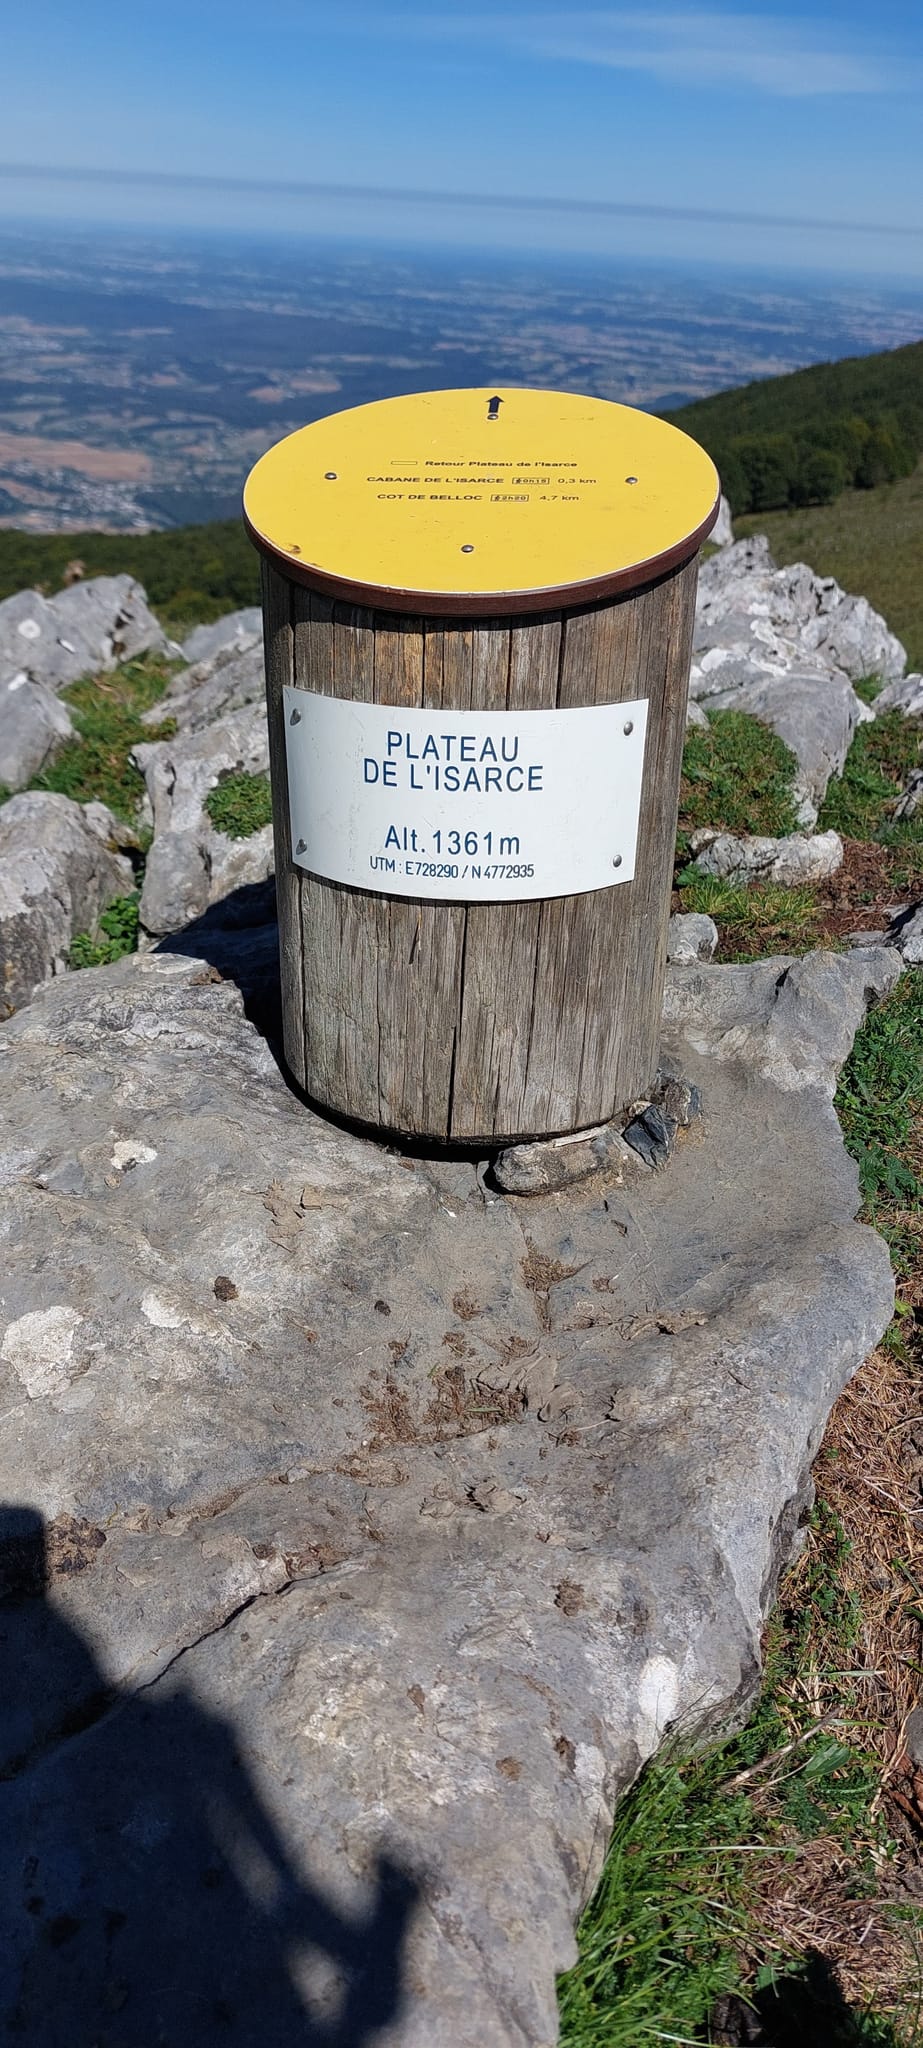 Retour Plateau de l'Isarce
CABANE DE L'ISARCE 0h15 0,3 km
COT DE BELLOC 2h20 4,7 km
PLATEAU
DE L'ISARCE
Alt. 1361m
UTM : E728290 / N 4772935